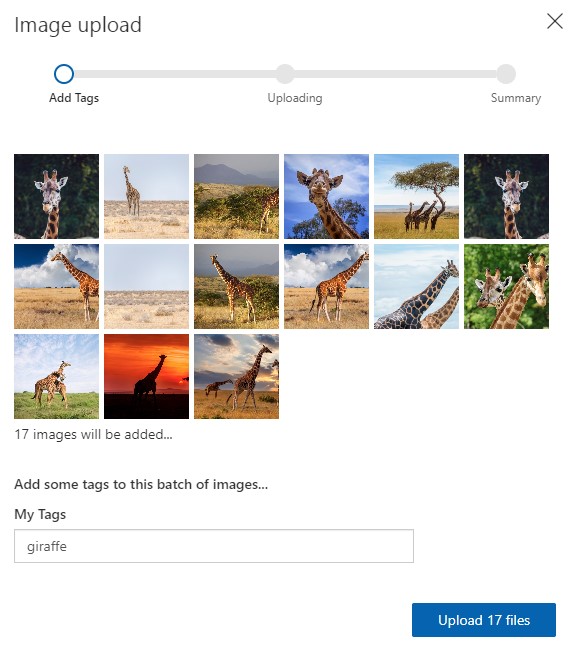 Image upload
Add Tags
Uploading
Summary
17 images will be added...
Add some tags to this batch of images...
My Tags
giraffe
Upload 17 files